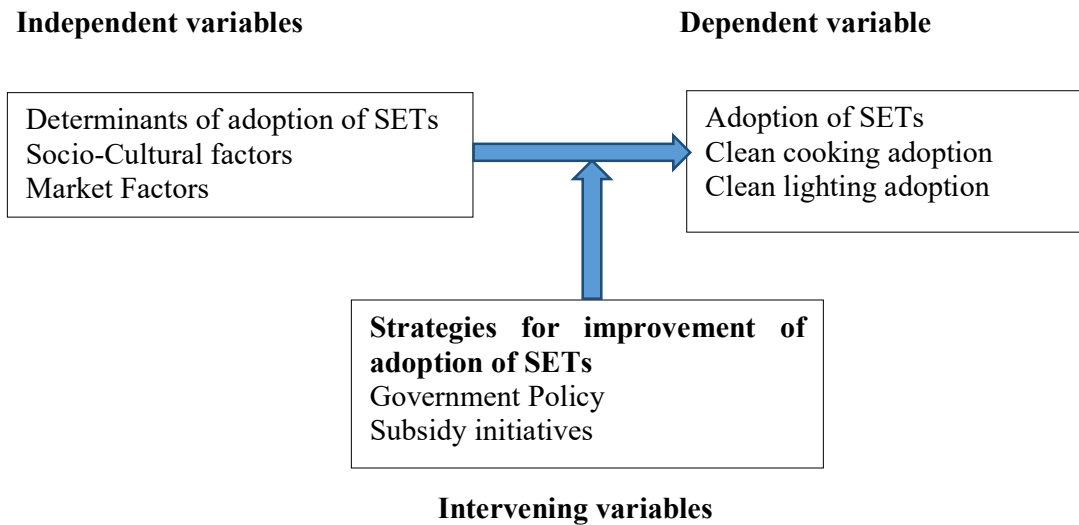 Independent variables
Dependent variable
Determinants of adoption of SETs
Socio-Cultural factors
Market Factors
Adoption of SETs
Clean cooking adoption
Clean lighting adoption
Strategies for improvement of
adoption of SETs
Government Policy
Subsidy initiatives
Intervening variables